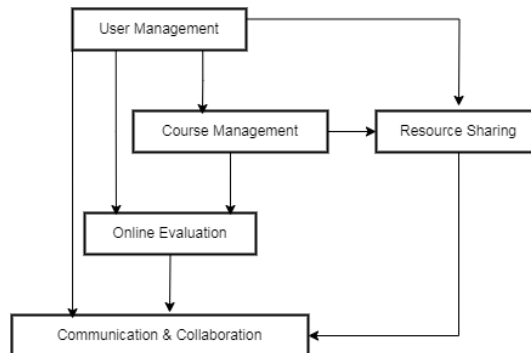 User Management
Course Management
Resource Sharing
Online Evaluation
Communication & Collaboration